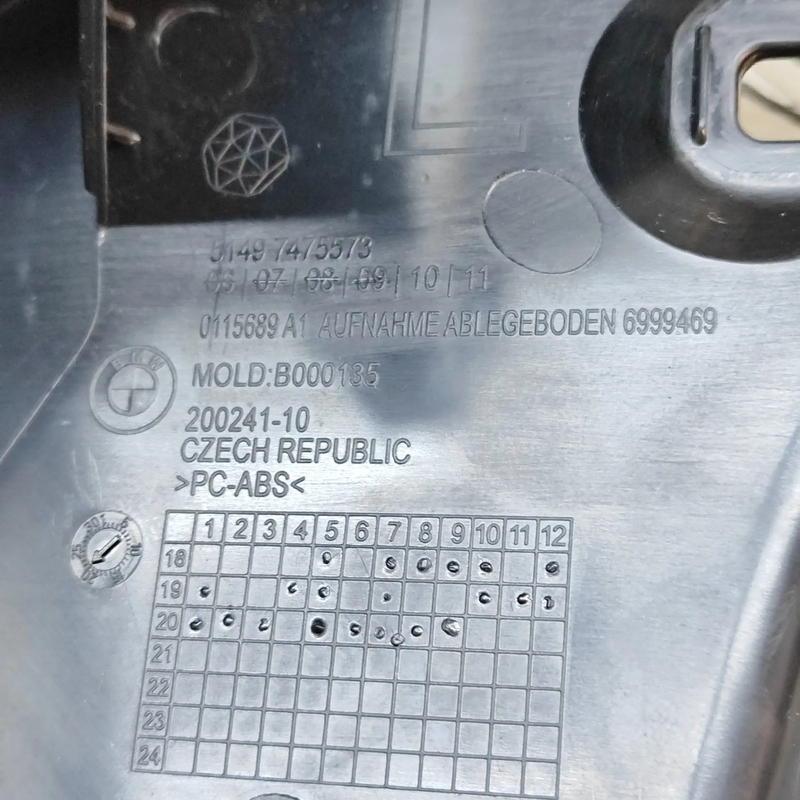 L
5149 7475573
06|07|08|09|10|11
0115689 A1 AUFNAHME ABLEGEBODEN 6999469
BMW
MOLD:B000135
200241-10
CZECH REPUBLIC
>PC-ABS<
1 2 3 4 5 6 7 8 9 10 11 12
18
19
20
21
22
23
24